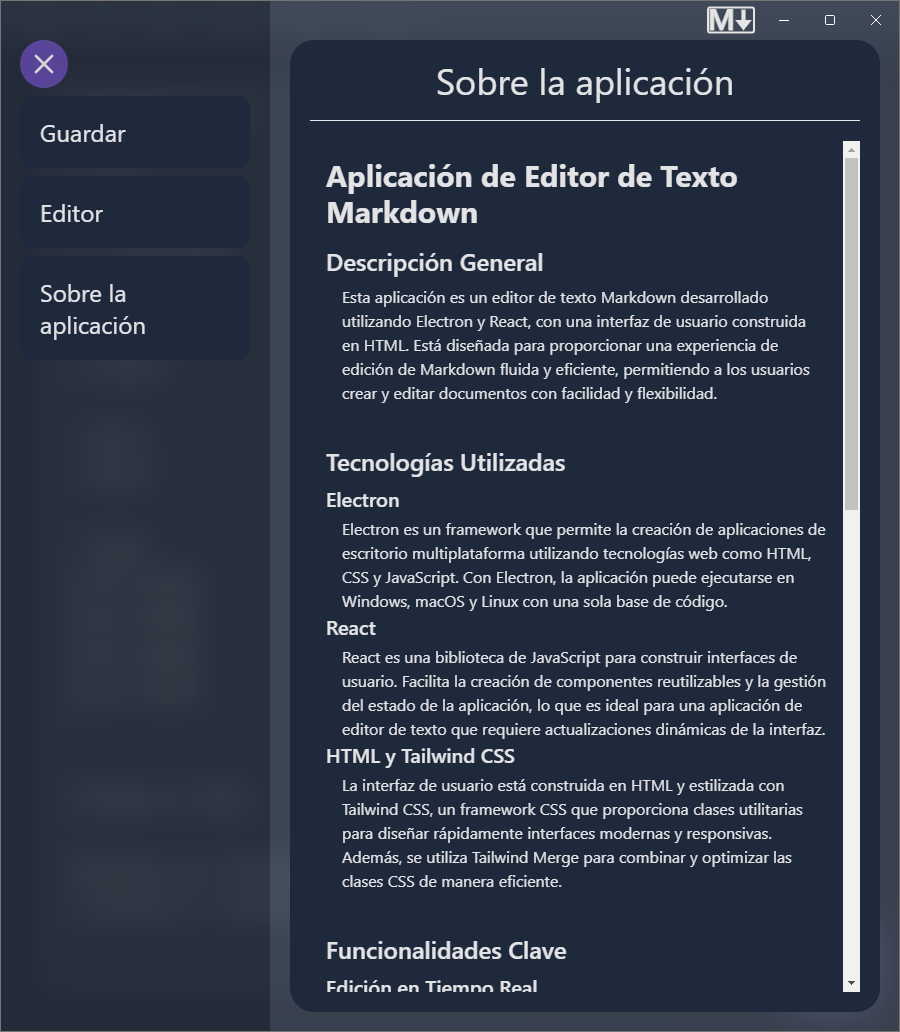 M
Guardar
Editor
Sobre la
aplicación
Sobre la aplicación
Aplicación de Editor de Texto
Markdown
Descripción General
Esta aplicación es un editor de texto Markdown desarrollado
utilizando Electron y React, con una interfaz de usuario construida
en HTML. Está diseñada para proporcionar una experiencia de
edición de Markdown fluida y eficiente, permitiendo a los usuarios
crear y editar documentos con facilidad y flexibilidad.
Tecnologías Utilizadas
Electron
Electron es un framework que permite la creación de aplicaciones de
escritorio multiplataforma utilizando tecnologías web como HTML,
CSS y JavaScript. Con Electron, la aplicación puede ejecutarse en
Windows, macOS y Linux con una sola base de código.
React
React es una biblioteca de JavaScript para construir interfaces de
usuario. Facilita la creación de componentes reutilizables y la gestión
del estado de la aplicación, lo que es ideal para una aplicación de
editor de texto que requiere actualizaciones dinámicas de la interfaz.
HTML y Tailwind CSS
La interfaz de usuario está construida en HTML y estilizada con
Tailwind CSS, un framework CSS que proporciona clases utilitarias
para diseñar rápidamente interfaces modernas y responsivas.
Además, se utiliza Tailwind Merge para combinar y optimizar las
clases CSS de manera eficiente.
Funcionalidades Clave
Edición en Tiempo Real